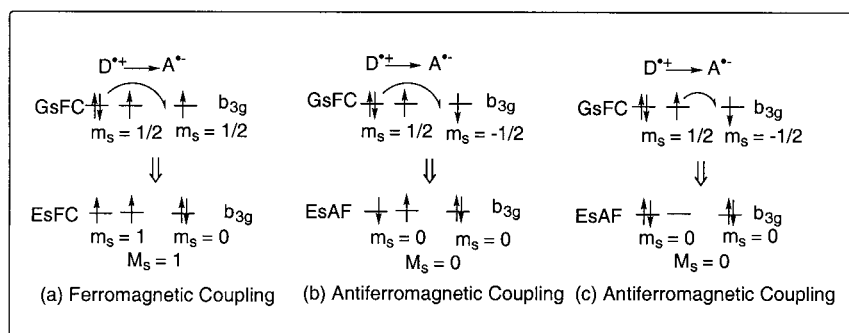 D•+ → A•-
GsFC b3g
ms = 1/2 ms = 1/2
EsFC b3g
ms = 1 ms = 0
Ms = 1
(a) Ferromagnetic Coupling
D•+ → A•-
GsFC b3g
ms = 1/2 ms = -1/2
EsAF b3g
ms = 0 ms = 0
Ms = 0
(b) Antiferromagnetic Coupling
D•+ → A•-
GsFC b3g
ms = 1/2 ms = -1/2
EsAF b3g
ms = 0 ms = 0
Ms = 0
(c) Antiferromagnetic Coupling